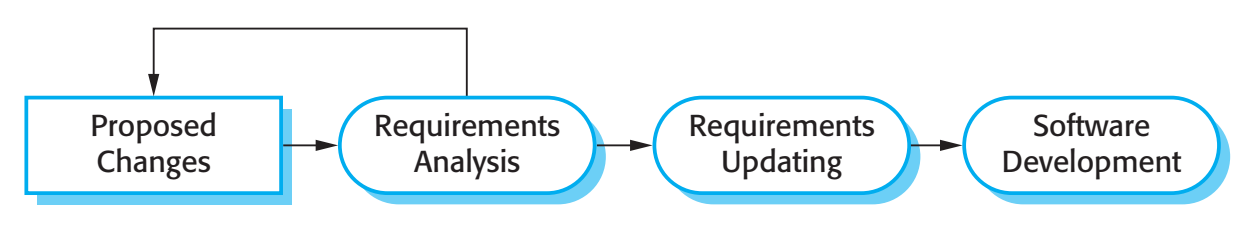 Proposed
Changes
Requirements
Analysis
Requirements
Updating
Software
Development